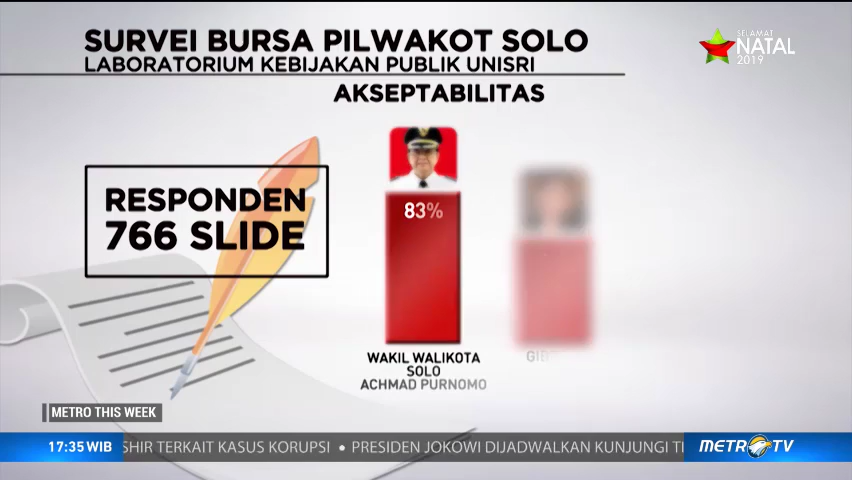 SURVEI BURSA PILWAKOT SOLO
LABORATORIUM KEBIJAKAN PUBLIK UNISRI
AKSEPTABILITAS
SELAMAT
NATAL
2019
RESPONDEN
766 SLIDE
83%
WAKIL WALIKOTA
SOLO
ACHMAD PURNOMO
METRO THIS WEEK
17:35 WIB
SHIR TERKAIT KASUS KORUPSI • PRESIDEN JOKOWI DIJADWALKAN KUNJUNGI
METRO TV